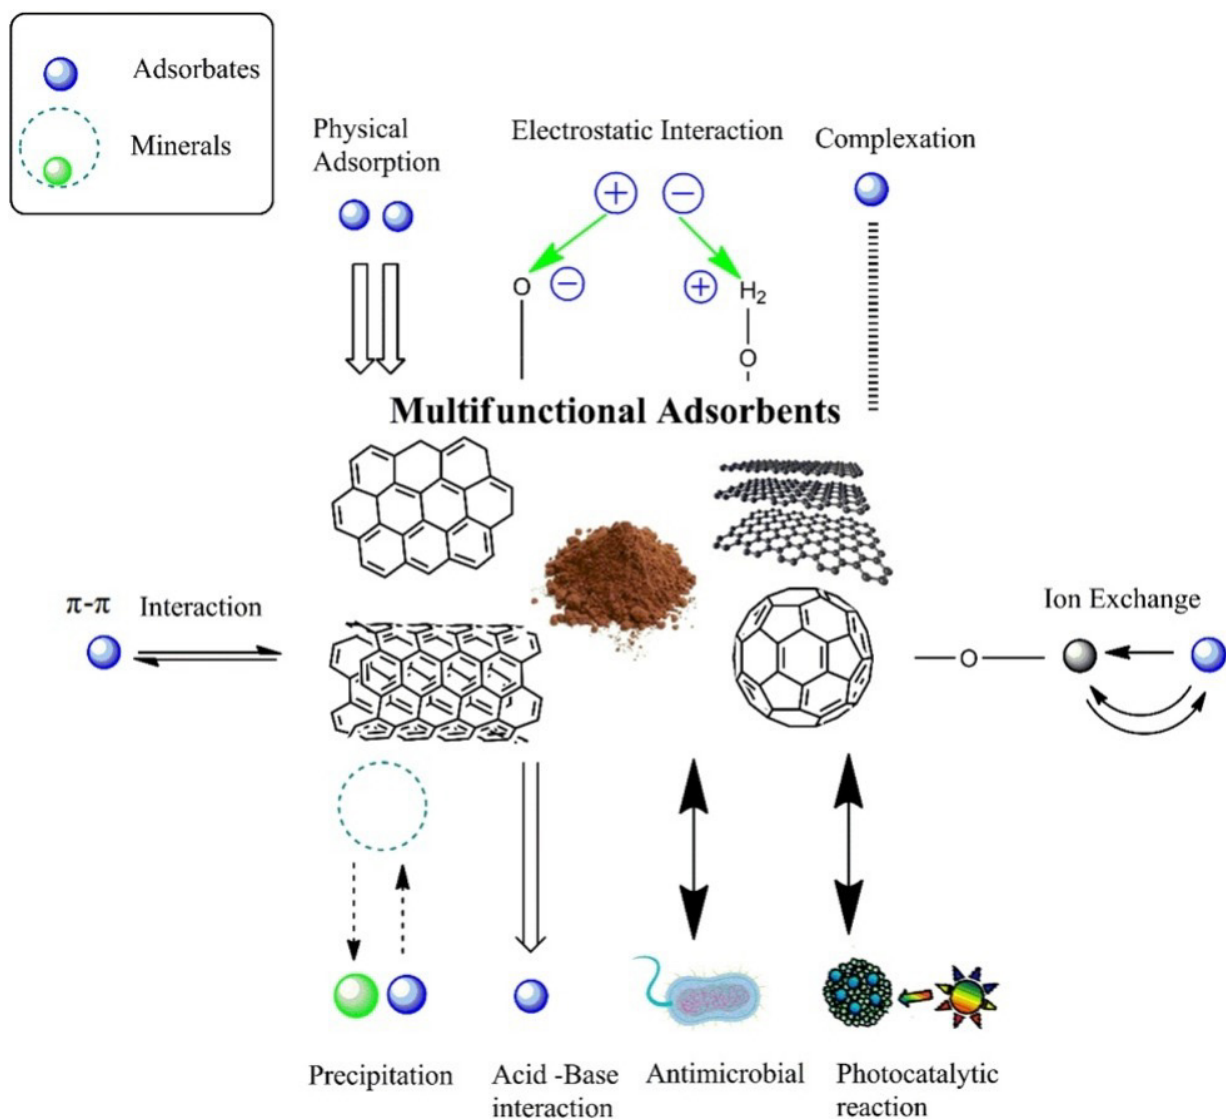 Adsorbates
Minerals
Physical
Adsorption
Electrostatic Interaction
Complexation
+
−
O
−
+
H₂
O
Multifunctional Adsorbents
π-π Interaction
Ion Exchange
O
Precipitation
Acid -Base
interaction
Antimicrobial
Photocatalytic
reaction